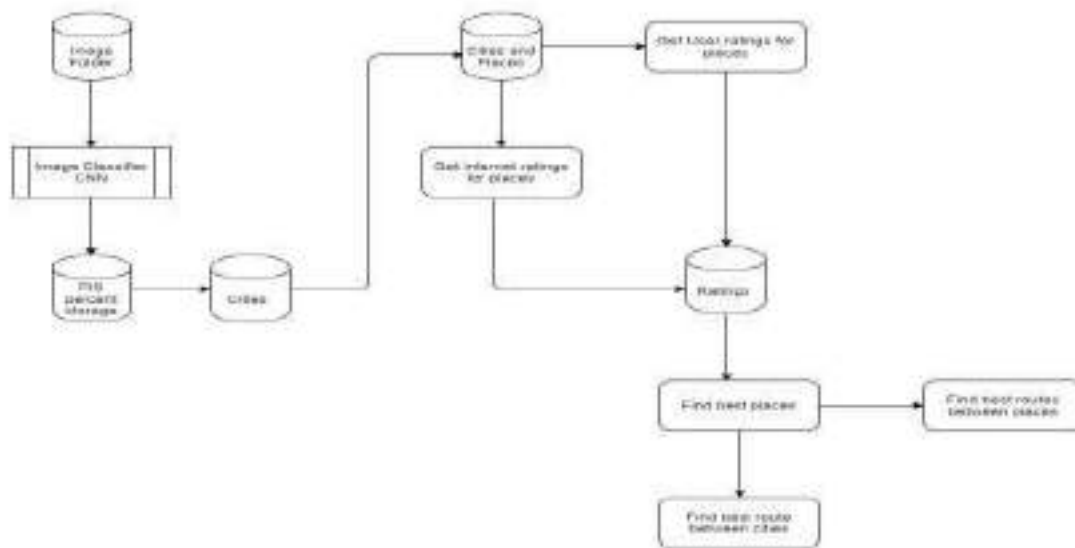 Image
Folder
Image Classifier
CNN
percent
storage
Cities
Cities and
Places
Get User ratings for
places
Get internet ratings
for places
Ratings
Find best places
Find best routes
between places
Find best route
between cities